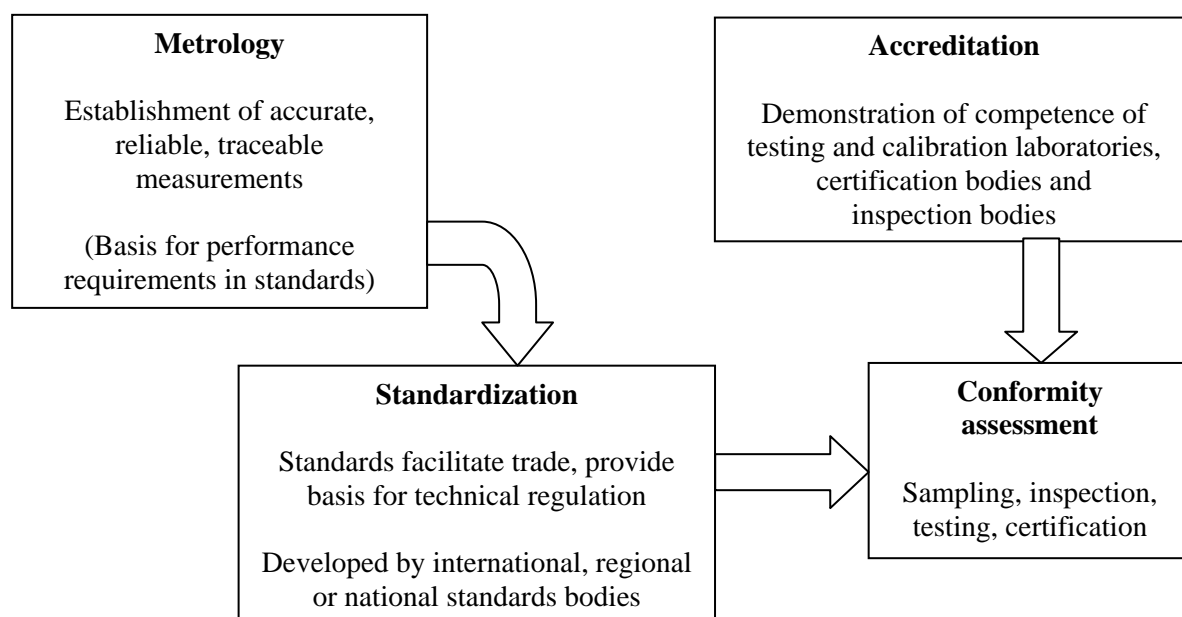 Metrology
Establishment of accurate,
reliable, traceable
measurements
(Basis for performance
requirements in standards)
Accreditation
Demonstration of competence of
testing and calibration laboratories,
certification bodies and
inspection bodies
Standardization
Standards facilitate trade, provide
basis for technical regulation
Developed by international, regional
or national standards bodies
Conformity
assessment
Sampling, inspection,
testing, certification